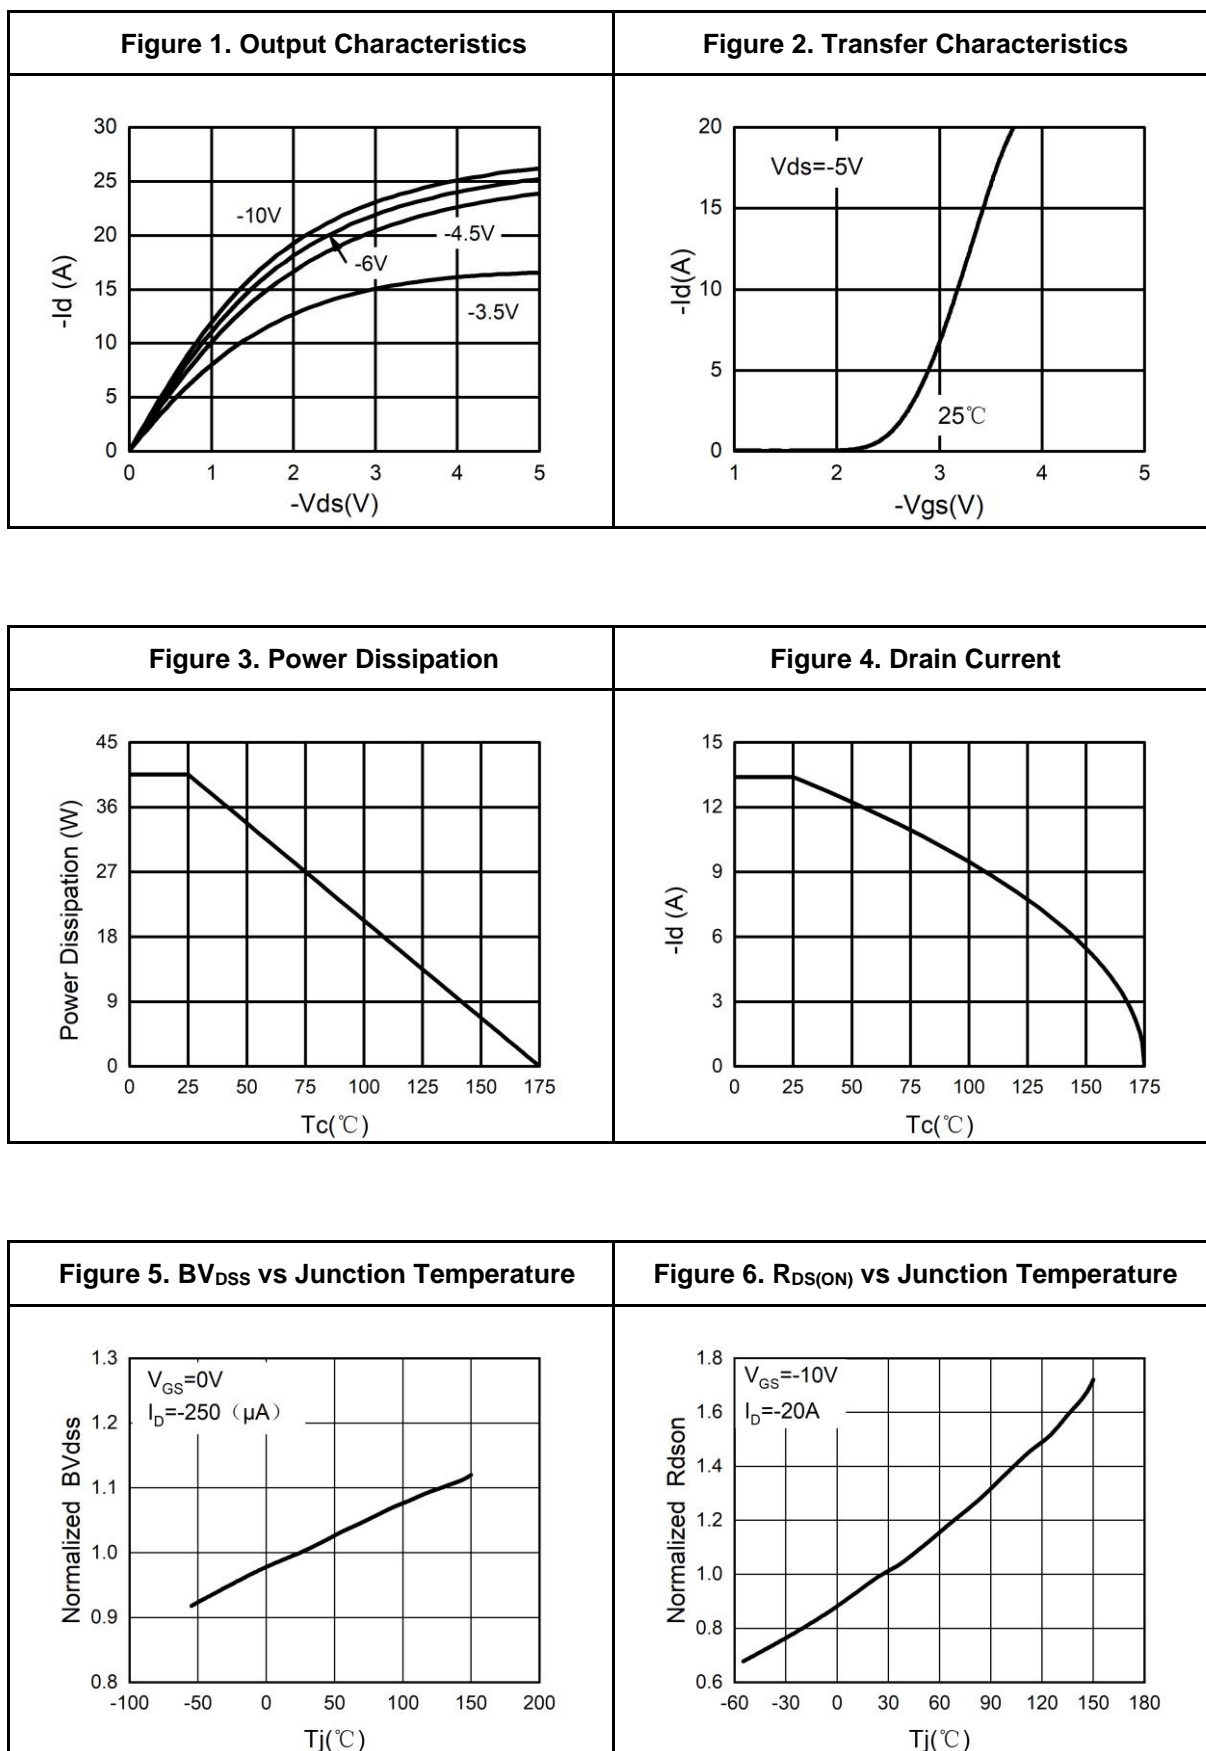 Figure 1. Output Characteristics
Figure 2. Transfer Characteristics
30
25
20
15
10
5
0
-Id (A)
-10V
-6V
-4.5V
-3.5V
0 1 2 3 4 5
-Vds(V)
20
15
10
5
0
-Id(A)
Vds=-5V
25℃
1 2 3 4 5
-Vgs(V)
Figure 3. Power Dissipation
Figure 4. Drain Current
45
36
27
18
9
0
Power Dissipation (W)
0 25 50 75 100 125 150 175
Tc(℃)
15
12
9
6
3
0
-Id (A)
0 25 50 75 100 125 150 175
Tc(℃)
Figure 5. BVDSS vs Junction Temperature
Figure 6. RDS(ON) vs Junction Temperature
1.3
1.2
1.1
1.0
0.9
0.8
Normalized BVdss
VGS=0V
ID=-250（μA）
-100 -50 0 50 100 150 200
Tj(℃)
1.8
1.6
1.4
1.2
1.0
0.8
0.6
Normalized Rdson
VGS=-10V
ID=-20A
-60 -30 0 30 60 90 120 150 180
Tj(℃)